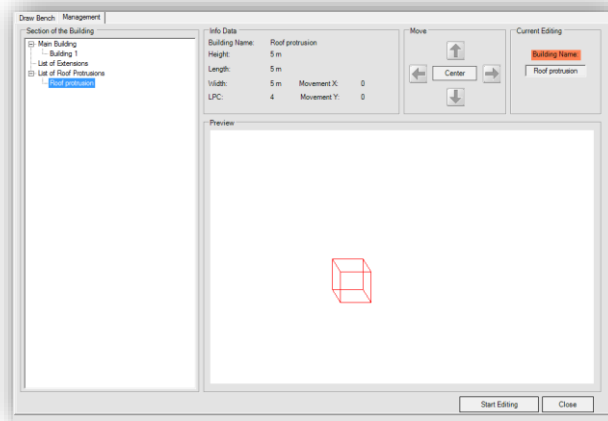 Draw Bench Management
Section of the Building
Main Building
Building 1
List of Extensions
List of Roof Protrusions
Roof protrusion
Info Data
Building Name: Roof protrusion
Height: 5 m
Length: 5 m
Width: 5 m Movement X: 0
LPC: 4 Movement Y: 0
Move
Center
Current Editing
Building Name:
Roof protrusion
Preview
Start Editing Close